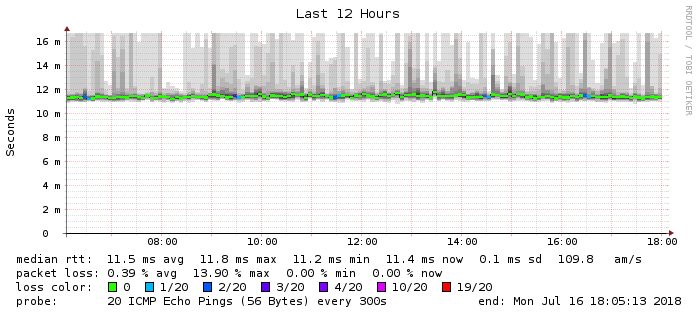 Last 12 Hours
RRDTOOL / TOBI OETIKER
Seconds
16 m
14 m
12 m
10 m
8 m
6 m
4 m
2 m
0
08:00 10:00 12:00 14:00 16:00 18:00
median rtt: 11.5 ms avg 11.8 ms max 11.2 ms min 11.4 ms now 0.1 ms sd 109.8 am/s
packet loss: 0.39 % avg 13.90 % max 0.00 % min 0.00 % now
loss color: 0 1/20 2/20 3/20 4/20 10/20 19/20
probe: 20 ICMP Echo Pings (56 Bytes) every 300s end: Mon Jul 16 18:05:13 2018